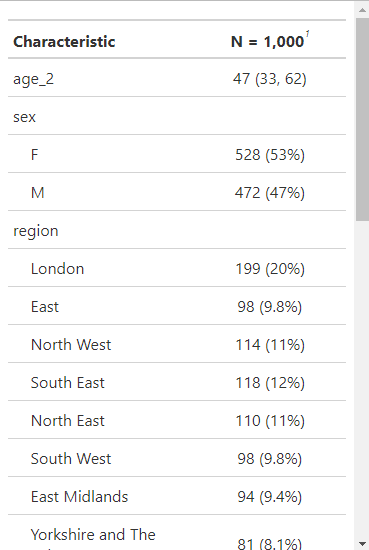 Characteristic N = 1,000 1
age_2 47 (33, 62)
sex
F 528 (53%)
M 472 (47%)
region
London 199 (20%)
East 98 (9.8%)
North West 114 (11%)
South East 118 (12%)
North East 110 (11%)
South West 98 (9.8%)
East Midlands 94 (9.4%)
Yorkshire and The
81 (8.1%)